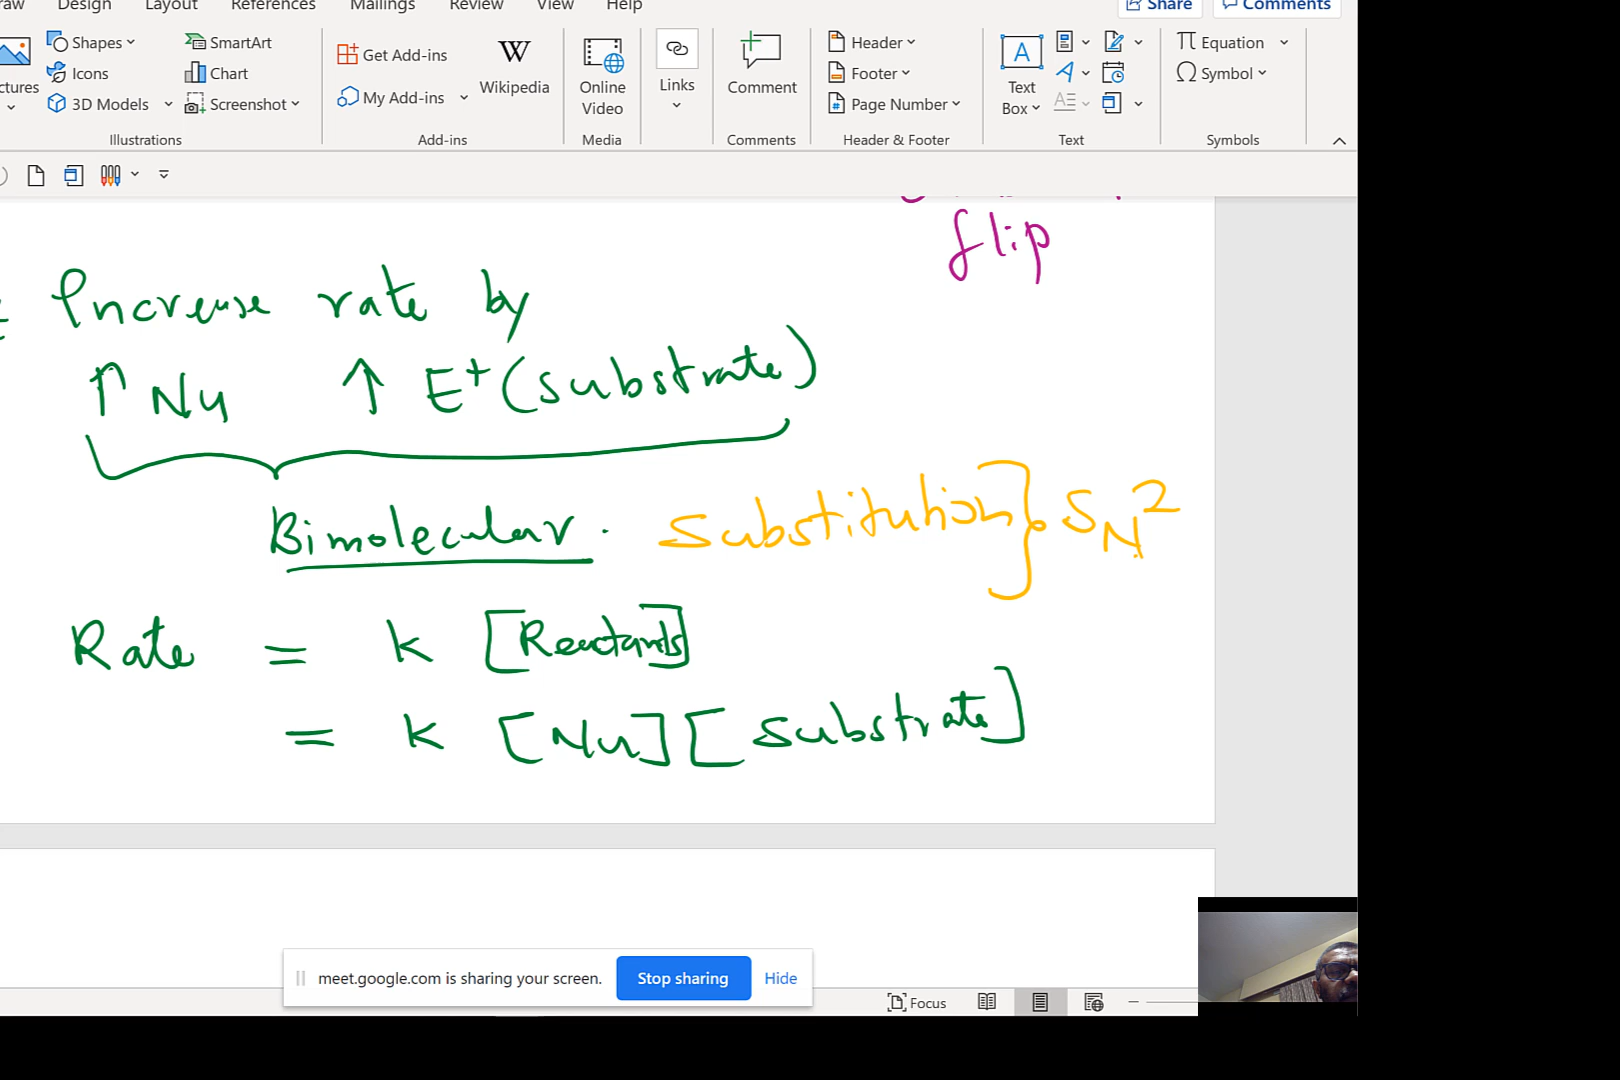 Design Layout References Mailings Review View Help Share Comments
Shapes SmartArt Get Add-ins Header Equation
Icons Chart Wikipedia Online Video Links Comment Footer Text Box Symbol
3D Models Screenshot My Add-ins Page Number
Illustrations Add-ins Media Comments Header & Footer Text Symbols
flip
Increase rate by
↑ Nu ↑ E+ (substrate)
Bimolecular. Substitution} SN2
Rate = k [Reactants]
= k [Nu] [substrate]
meet.google.com is sharing your screen. Stop sharing Hide
Focus